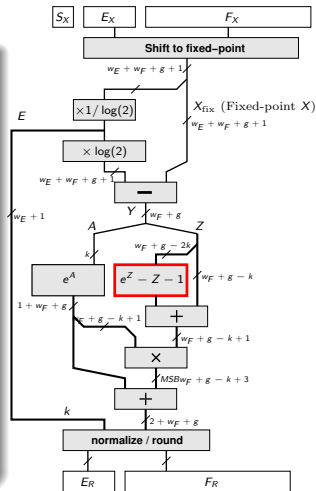 S_X E_X F_X
Shift to fixed-point
w_E + w_F + g + 1
×1/ log(2)
X_fix (Fixed-point X)
w_E + w_F + g + 1
E
× log(2)
w_E + w_F + g + 1
−
Y w_F + g
A Z
w_F + g − 2k
k
w_E + 1
e^A e^Z − Z − 1 w_F + g − k
1 + w_F + g
+
w_F + g − k + 1 w_F + g − k + 1
×
MSB w_F + g − k + 3
+
k 2 + w_F + g
normalize / round
E_R F_R